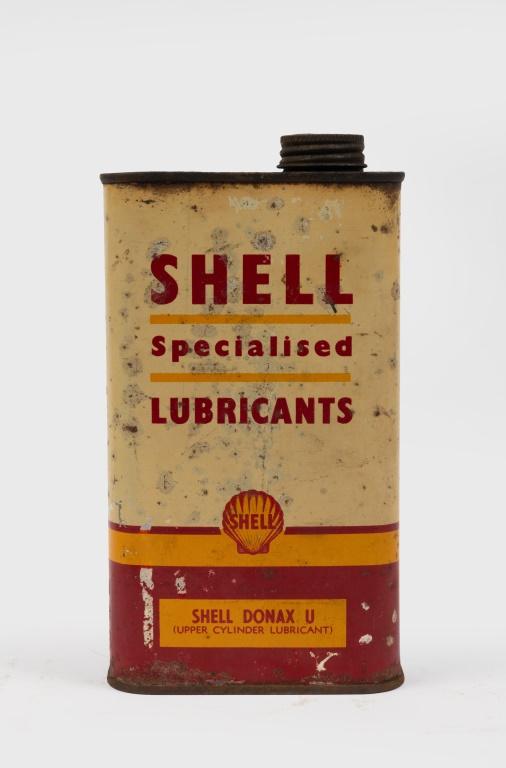 SHELL
Specialised
LUBRICANTS
SHELL
SHELL DONAX U
(UPPER CYLINDER LUBRICANT)